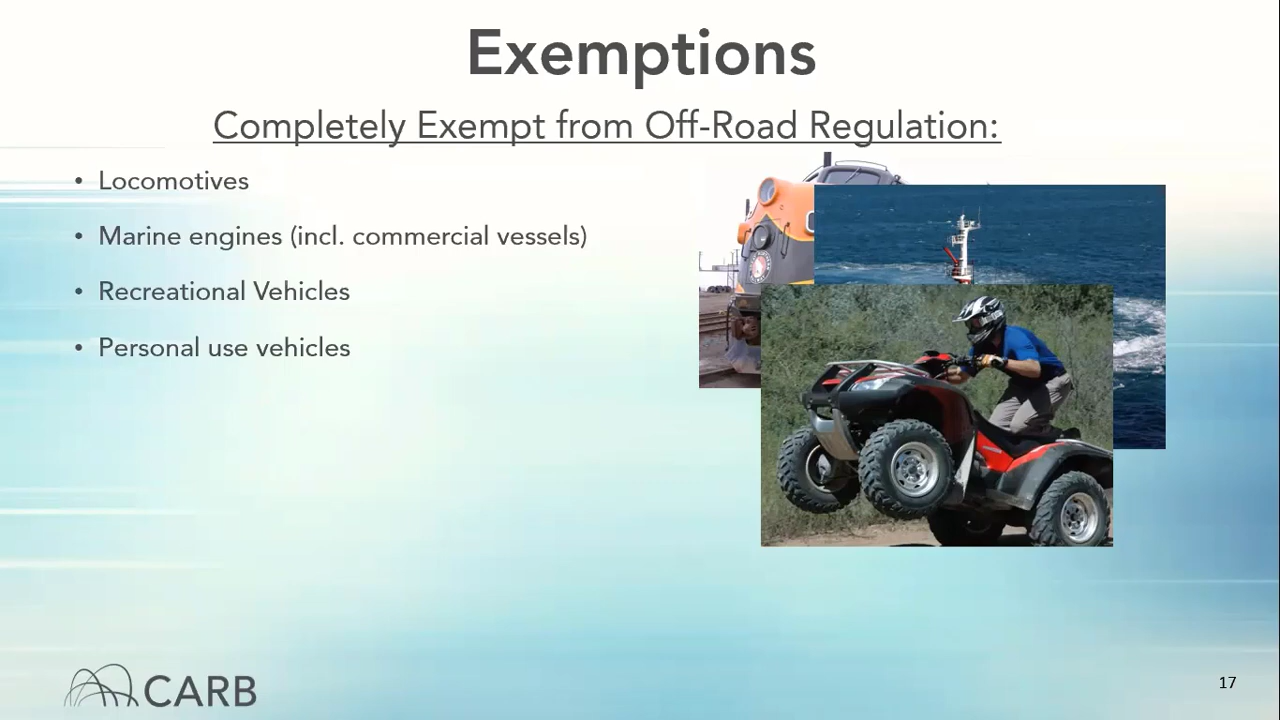 Exemptions
Completely Exempt from Off-Road Regulation:
• Locomotives
• Marine engines (incl. commercial vessels)
• Recreational Vehicles
• Personal use vehicles
CARB
17